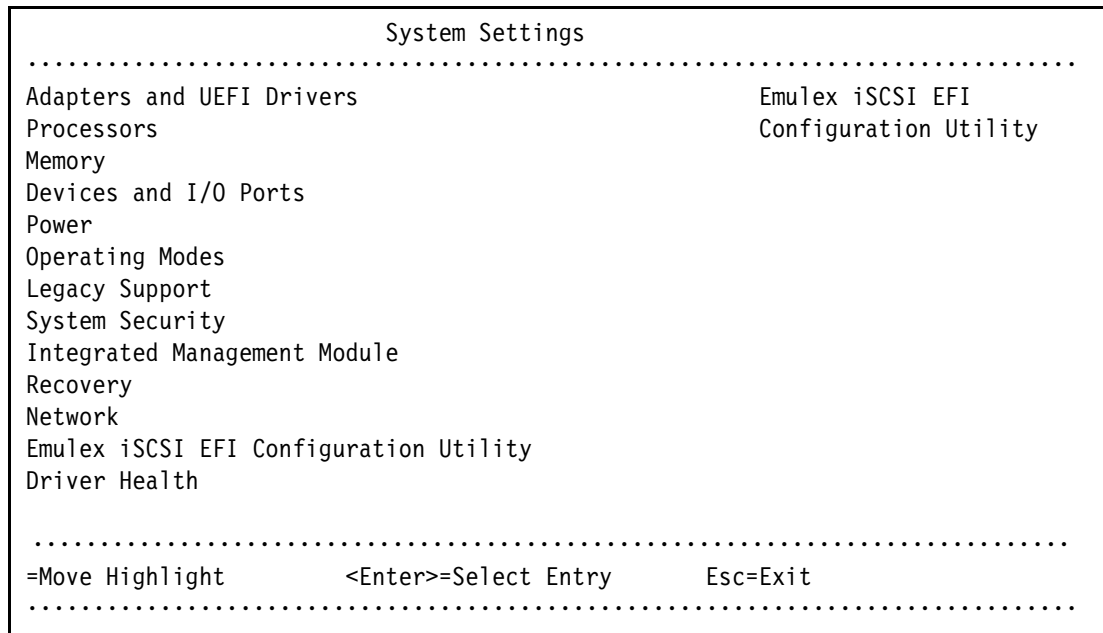 System Settings
................................................................................
Adapters and UEFI Drivers Emulex iSCSI EFI
Processors Configuration Utility
Memory
Devices and I/O Ports
Power
Operating Modes
Legacy Support
System Security
Integrated Management Module
Recovery
Network
Emulex iSCSI EFI Configuration Utility
Driver Health
...............................................................................
=Move Highlight <Enter>=Select Entry Esc=Exit
................................................................................